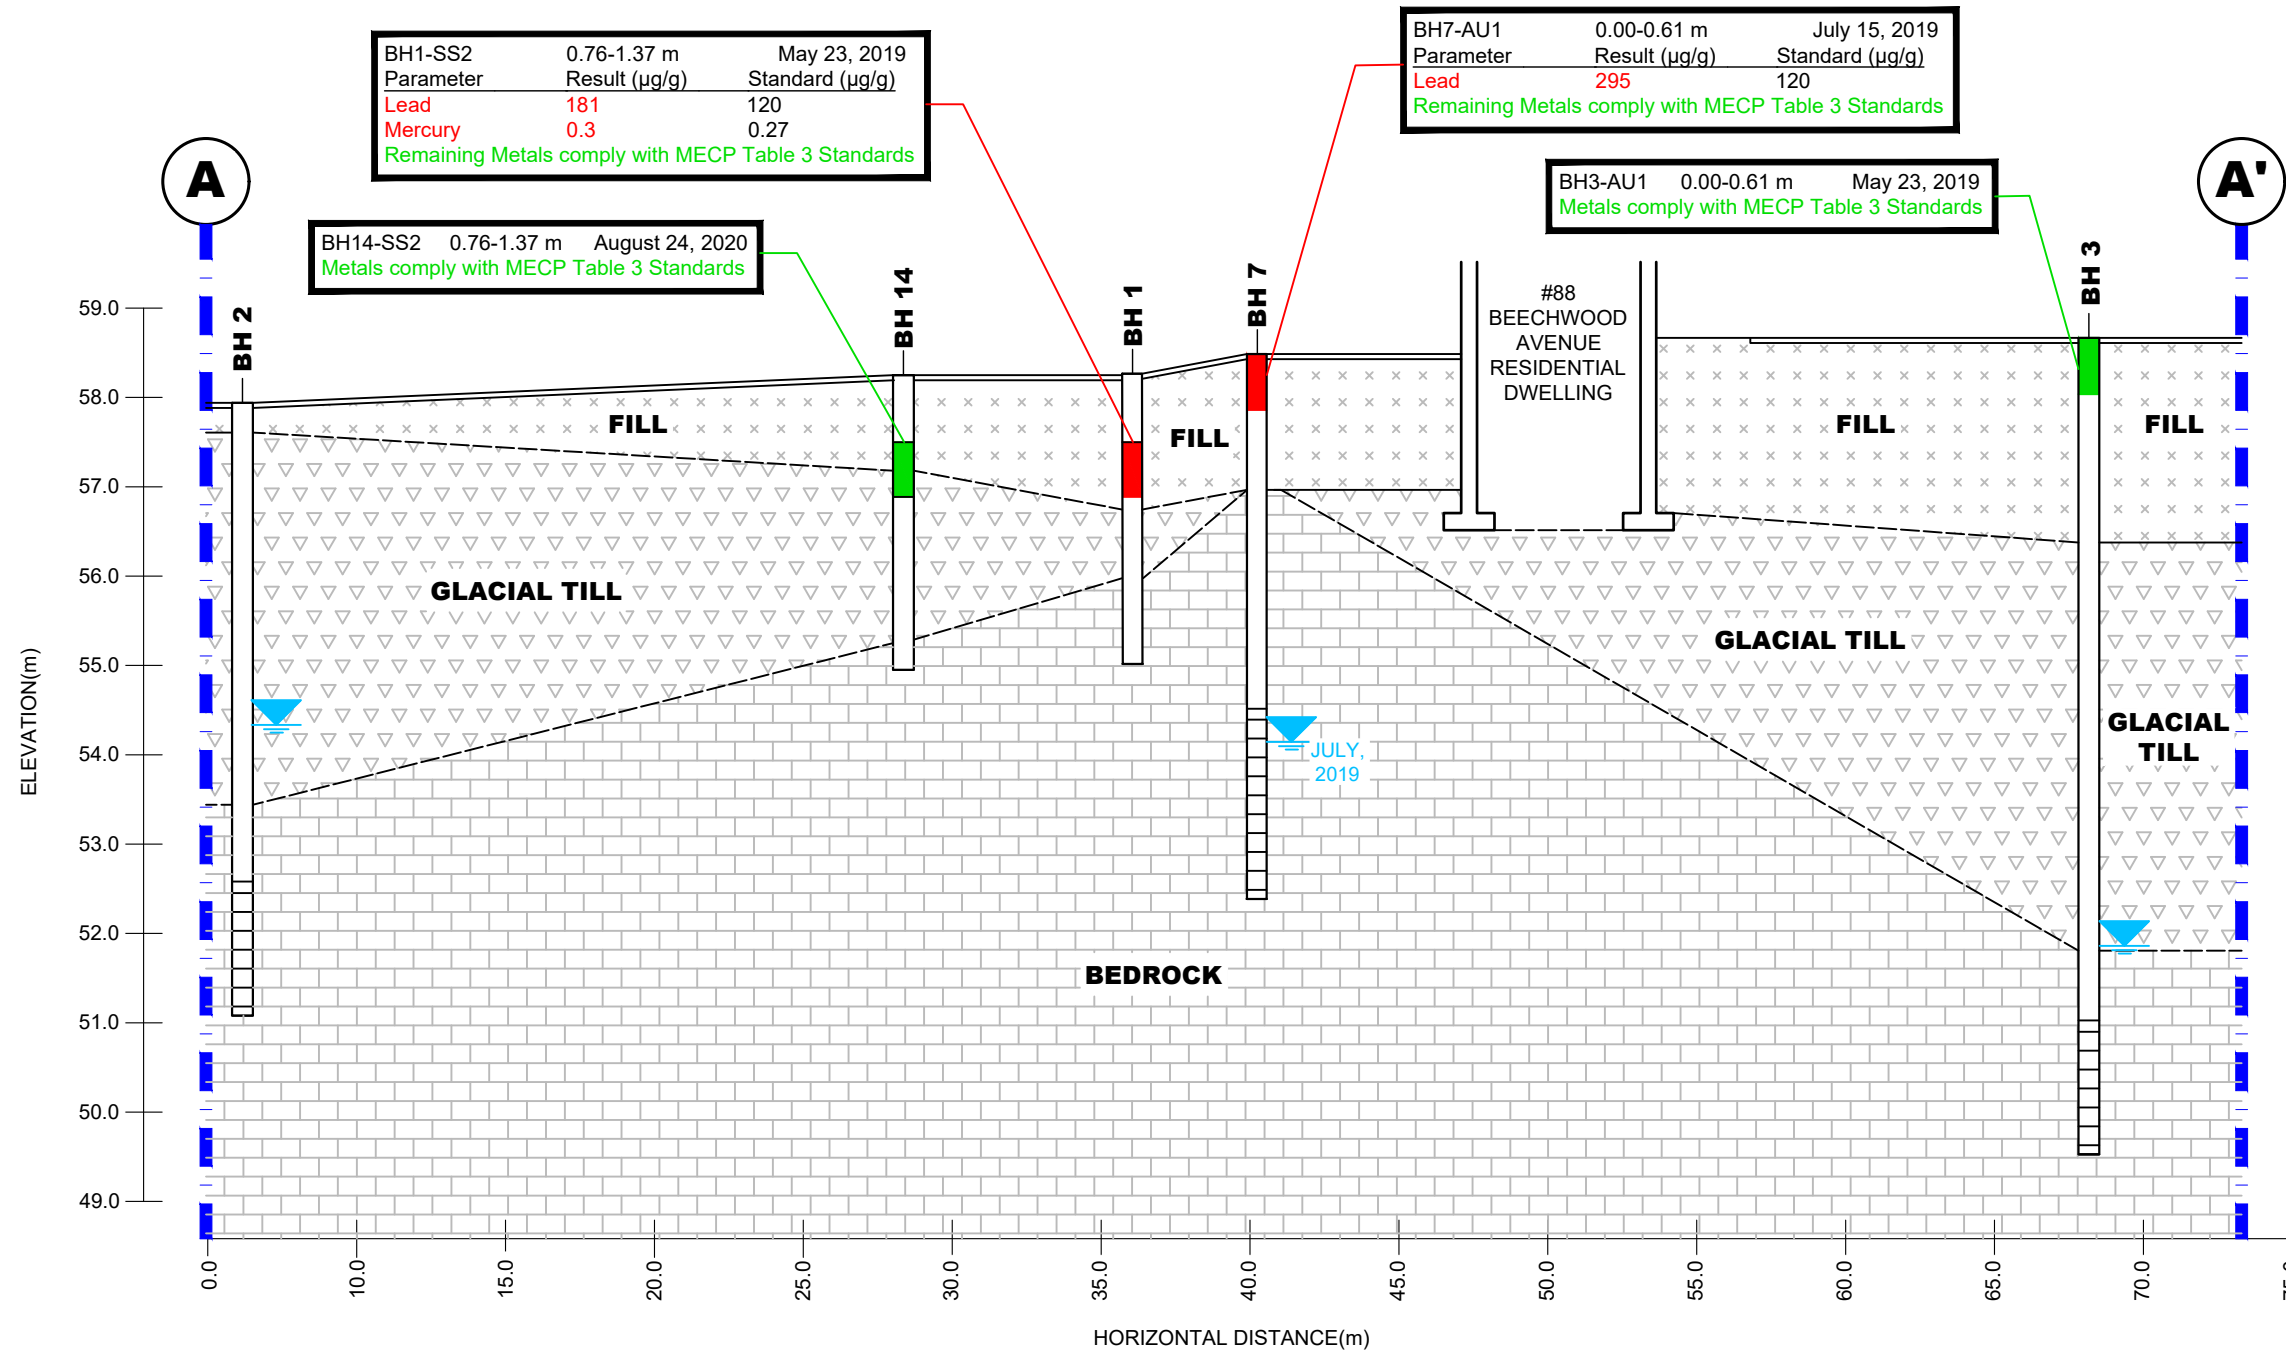 BH7-AU1 0.00-0.61 m July 15, 2019
Parameter Result (µg/g) Standard (µg/g)
Lead 295 120
Remaining Metals comply with MECP Table 3 Standards
BH1-SS2 0.76-1.37 m May 23, 2019
Parameter Result (µg/g) Standard (µg/g)
Lead 181 120
Mercury 0.3 0.27
Remaining Metals comply with MECP Table 3 Standards
A
A'
BH3-AU1 0.00-0.61 m May 23, 2019
Metals comply with MECP Table 3 Standards
BH14-SS2 0.76-1.37 m August 24, 2020
Metals comply with MECP Table 3 Standards
BH 2
BH 14
BH 1
BH 7
BH 3
#88
BEECHWOOD
AVENUE
RESIDENTIAL
DWELLING
59.0
58.0
57.0
56.0
55.0
54.0
53.0
52.0
51.0
50.0
49.0
ELEVATION(m)
FILL
FILL
FILL
FILL
GLACIAL TILL
GLACIAL TILL
GLACIAL
TILL
JULY,
2019
BEDROCK
0.0
10.0
15.0
20.0
25.0
30.0
35.0
40.0
45.0
50.0
55.0
60.0
65.0
70.0
HORIZONTAL DISTANCE(m)